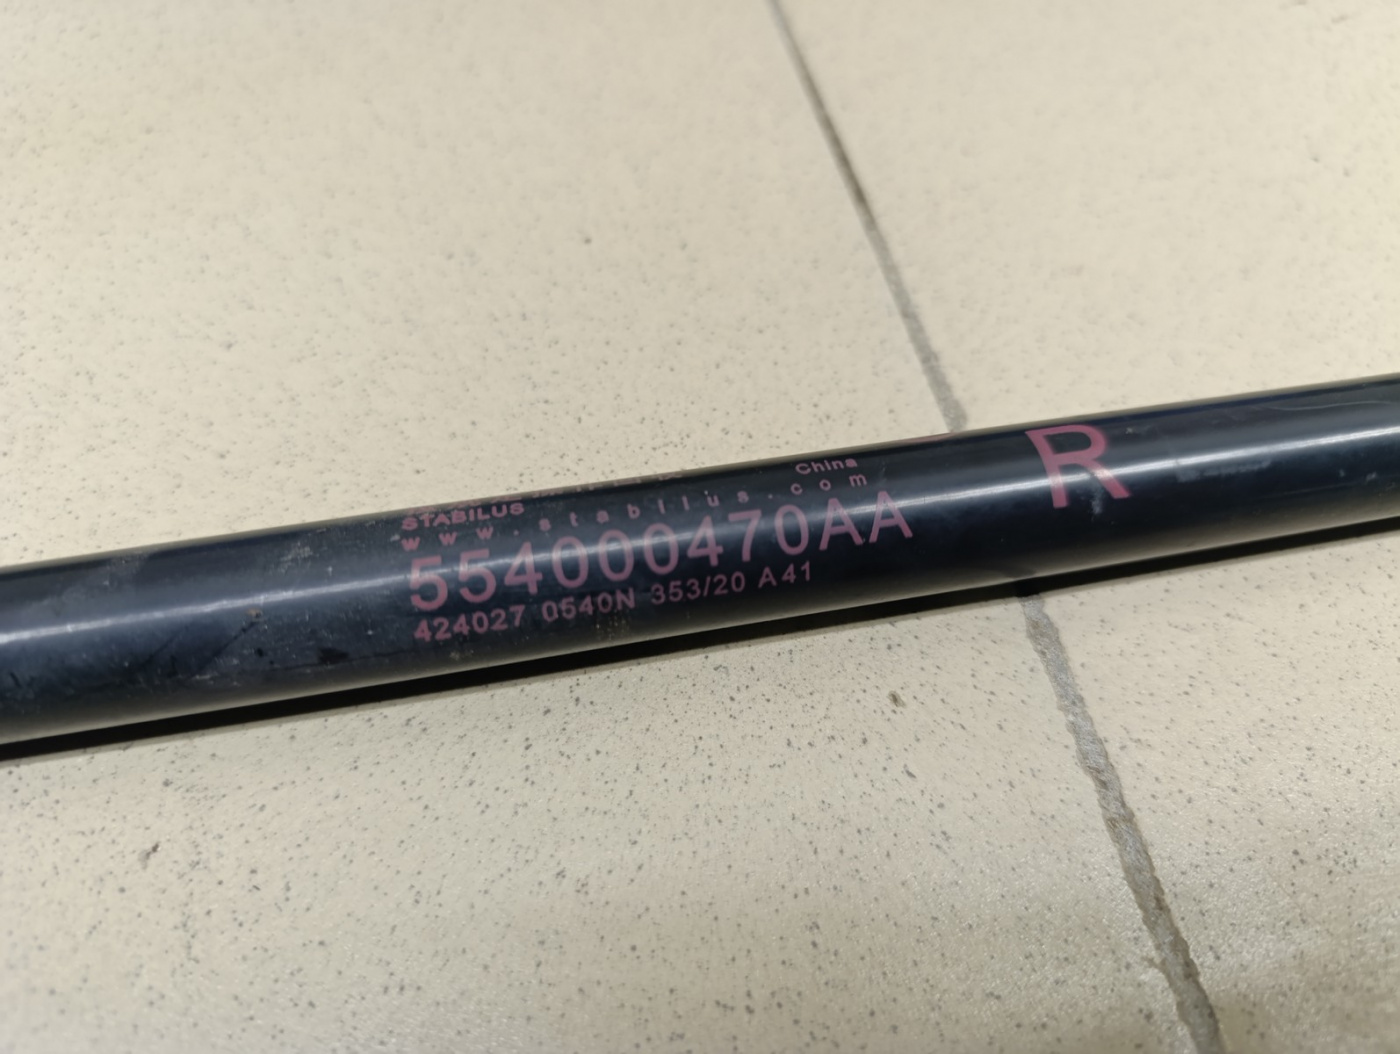 STABILUS China
www.stabilus.com
554000470AA
424027 0540N 353/20 A41
R